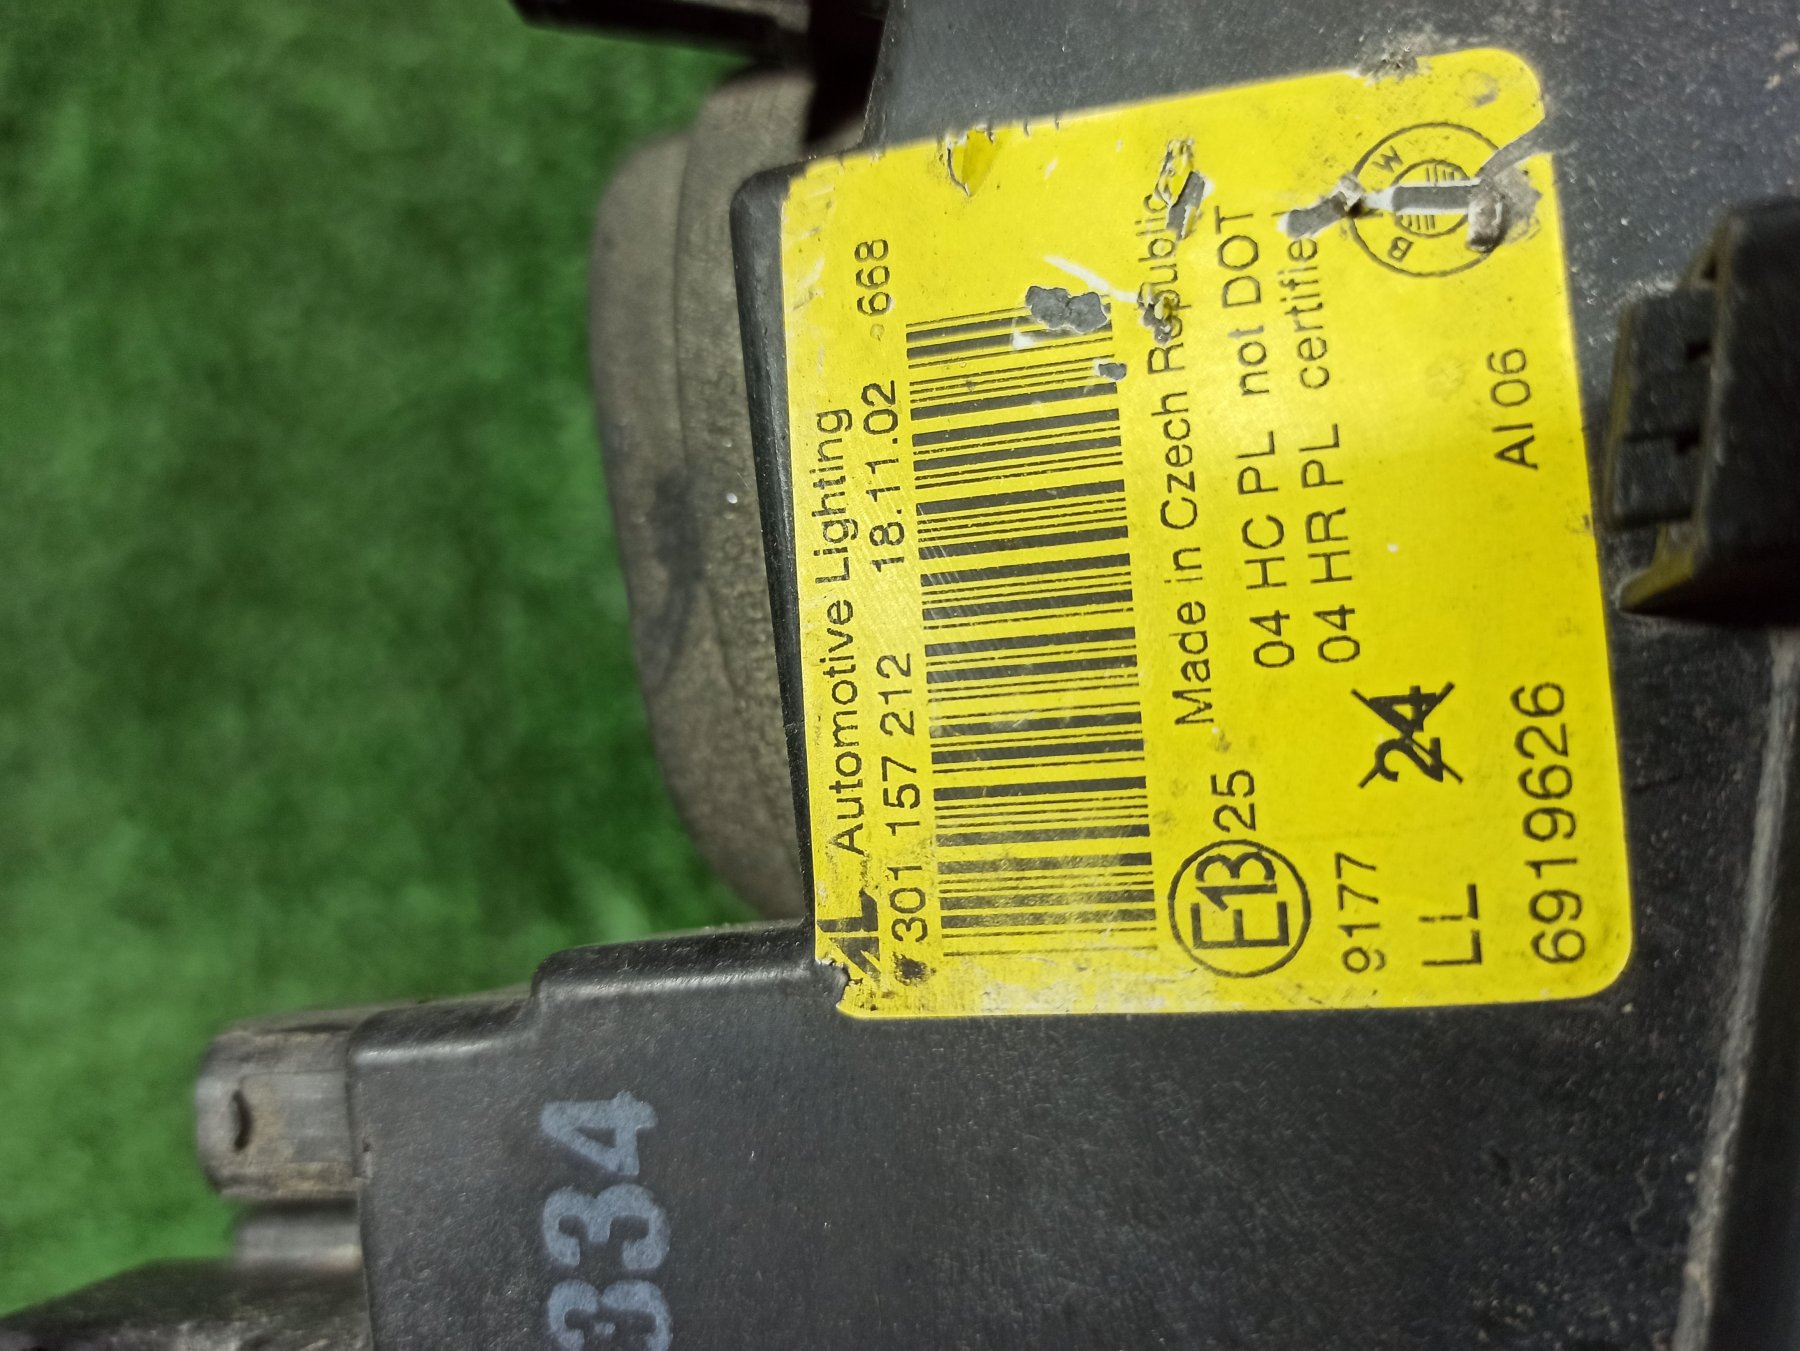 AL Automotive Lighting
301 157 212 18.11.02 668
Made in Czech Republic
E13 25
04 HC PL not DOT
9177
04 HR PL certifie
24
LL
BMW
6919626
AI 06
334